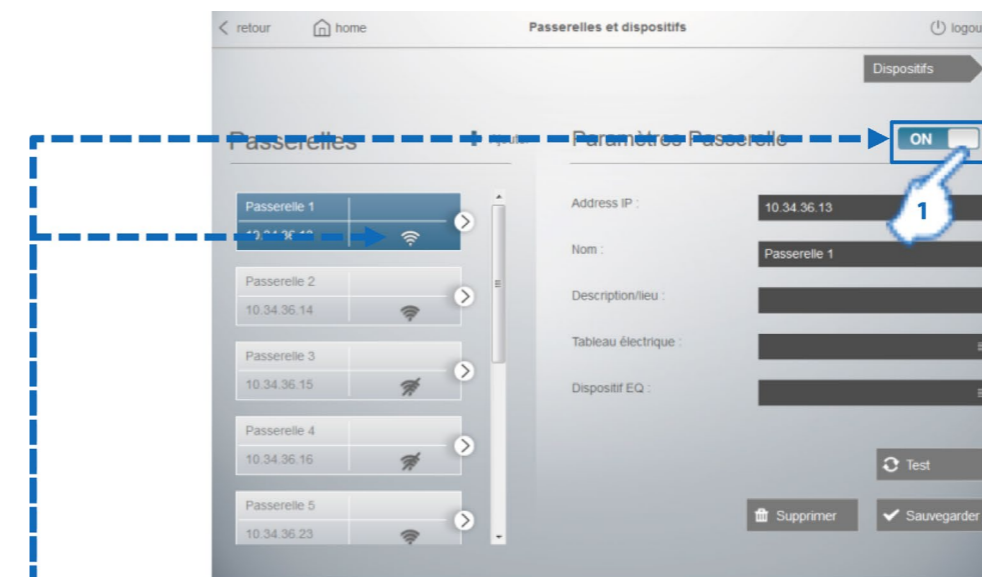 retour home Passerelles et dispositifs
Dispositifs
Passerelles Paramètres Passerelle ON
1
Passerelle 1
Passerelle 2
10.34.36.14
Passerelle 3
10.34.36.15
Passerelle 4
10.34.36.16
Passerelle 5
10.34.36.23
Address IP : 10.34.36.13
Nom : Passerelle 1
Description/lieu :
Tableau électrique :
Dispositif EQ :
Test
Supprimer Sauvegarder